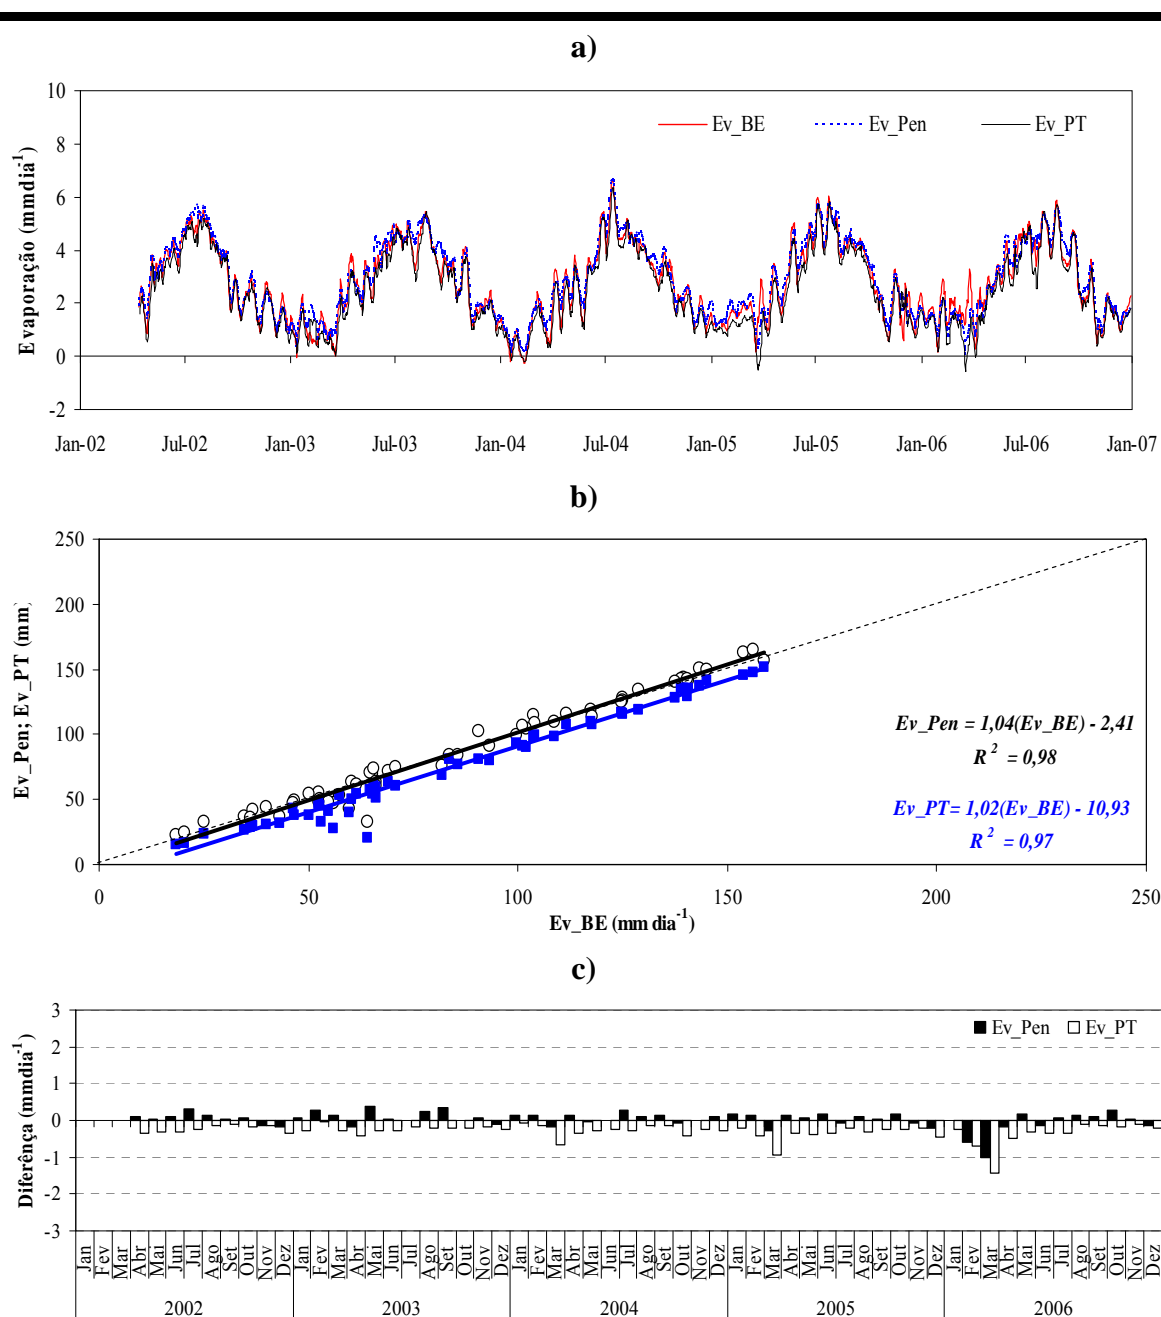 a)
10
8
6
4
2
0
-2
Evaporação (mmdia-1)
Ev_BE Ev_Pen Ev_PT
Jan-02 Jul-02 Jan-03 Jul-03 Jan-04 Jul-04 Jan-05 Jul-05 Jan-06 Jul-06 Jan-07
b)
250
200
150
100
50
0
Ev_Pen; Ev_PT (mm)
Ev_Pen = 1,04(Ev_BE) - 2,41
R2 = 0,98
Ev_PT= 1,02(Ev_BE) - 10,93
R2 = 0,97
0 50 100 150 200 250
Ev_BE (mm dia-1)
c)
3
2
1
0
-1
-2
-3
Diferênça (mmdia-1)
Ev_Pen Ev_PT
Jan Fev Mar Abr Mai Jun Jul Ago Set Out Nov Dez Jan Fev Mar Abr Mai Jun Jul Ago Set Out Nov Dez Jan Fev Mar Abr Mai Jun Jul Ago Set Out Nov Dez Jan Fev Mar Abr Mai Jun Jul Ago Set Out Nov Dez Jan Fev Mar Abr Mai Jun Jul Ago Set Out Nov Dez
2002 2003 2004 2005 2006